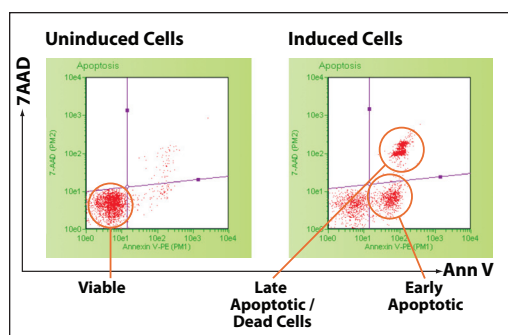 Uninduced Cells
Induced Cells
7AAD
Apoptosis
7-AAD (PM2)
10e4
10e3
10e2
10e1
10e0
10e0
10e1
10e2
10e3
10e4
Annexin V-PE (PM1)
Apoptosis
7-AAD (PM2)
10e4
10e3
10e2
10e1
10e0
10e0
10e1
10e2
10e3
10e4
Annexin V-PE (PM1)
Ann V
Viable
Late
Apoptotic /
Dead Cells
Early
Apoptotic